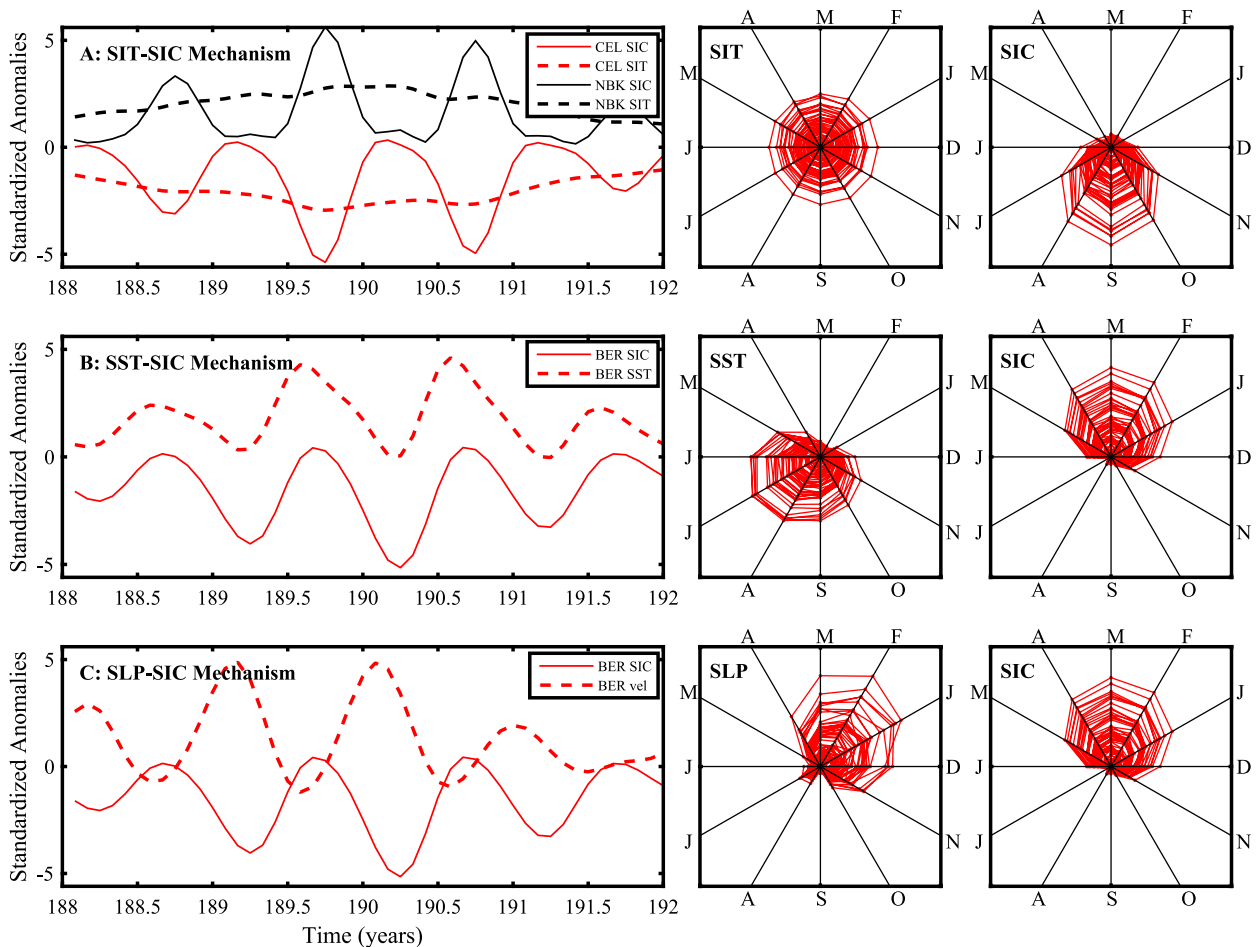 A: SIT-SIC Mechanism
CEL SIC
CEL SIT
NBK SIC
NBK SIT
Standardized Anomalies
5
0
-5
188 188.5 189 189.5 190 190.5 191 191.5 192
SIT
A M F
M J
J D
J N
A S O
SIC
A M F
M J
J D
J N
A S O
B: SST-SIC Mechanism
BER SIC
BER SST
Standardized Anomalies
5
0
-5
188 188.5 189 189.5 190 190.5 191 191.5 192
SST
A M F
M J
J D
J N
A S O
SIC
A M F
M J
J D
J N
A S O
C: SLP-SIC Mechanism
BER SIC
BER vel
Standardized Anomalies
5
0
-5
188 188.5 189 189.5 190 190.5 191 191.5 192
Time (years)
SLP
A M F
M J
J D
J N
A S O
SIC
A M F
M J
J D
J N
A S O